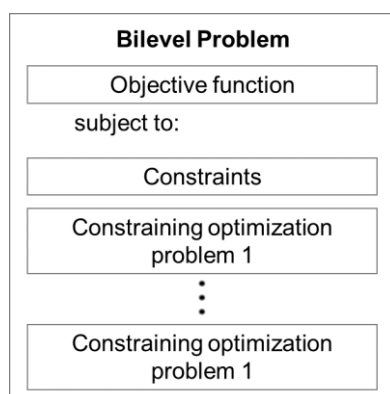 Bilevel Problem
Objective function
subject to:
Constraints
Constraining optimization
problem 1
Constraining optimization
problem 1